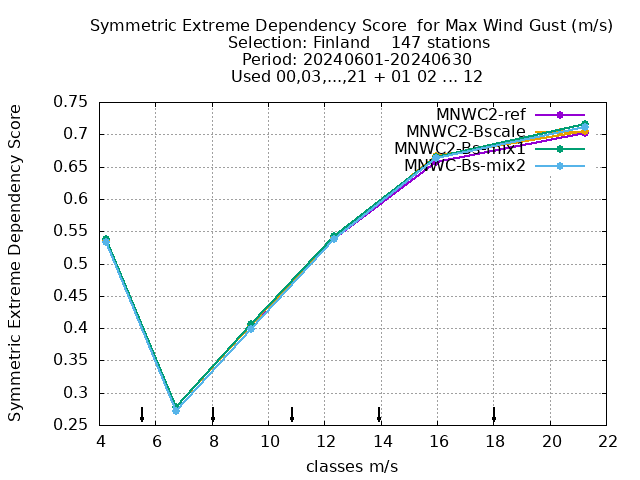 Symmetric Extreme Dependency Score for Max Wind Gust (m/s)
Selection: Finland 147 stations
Period: 20240601-20240630
Used 00,03,...,21 + 01 02 ... 12
Symmetric Extreme Dependency Score
0.75
0.7
0.65
0.6
0.55
0.5
0.45
0.4
0.35
0.3
0.25
MNWC2-ref
MNWC2-Bscale
MNWC2-Bs-mix1
MNWC-Bs-mix2
4 6 8 10 12 14 16 18 20 22
classes m/s